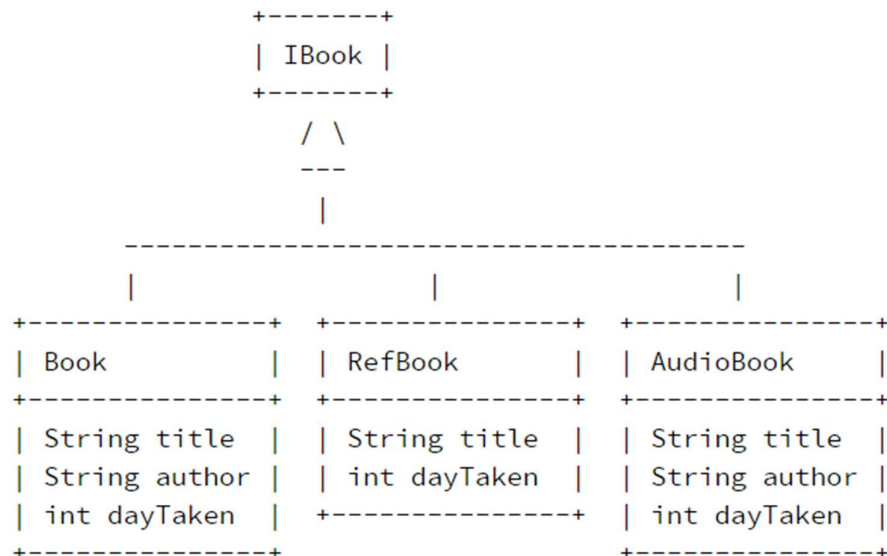 IBook
Book RefBook AudioBook
String title String title String title
String author int dayTaken String author
int dayTaken int dayTaken